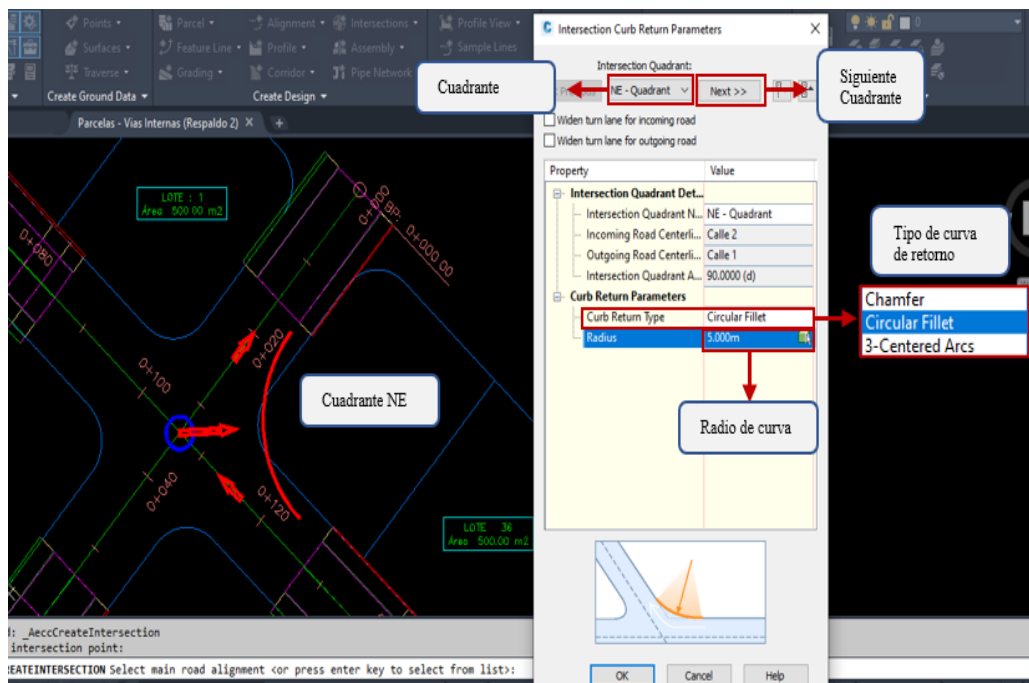 Points
Parcel
Alignment
Intersections
Profile View
Surfaces
Feature Line
Profile
Assembly
Sample Lines
Traverse
Grading
Corridor
Pipe Network
Create Ground Data
Create Design
0
Parcelas - Vias Internas (Respaldo 2)
Intersection Curb Return Parameters
Intersection Quadrant:
NE - Quadrant
Next >>
Cuadrante
Siguiente
Cuadrante
Widen turn lane for incoming road
Widen turn lane for outgoing road
Property Value
Intersection Quadrant Det...
Intersection Quadrant N... NE - Quadrant
Incoming Road Centerli... Calle 2
Outgoing Road Centerli... Calle 1
Intersection Quadrant A... 90.0000 (d)
Curb Return Parameters
Curb Return Type Circular Fillet
Radius 5.000m
Tipo de curva
de retorno
Chamfer
Circular Fillet
3-Centered Arcs
Radio de curva
Cuadrante NE
LOTE : 1
Area 500.00 m2
0+080
BP: 0+000.00
0+020
0+100
0+040
0+120
LOTE 36
Area 500.00 m2
OK
Cancel
Help
d: _AeccCreateIntersection
intersection point:
REATEINTERSECTION Select main road alignment <or press enter key to select from list>: